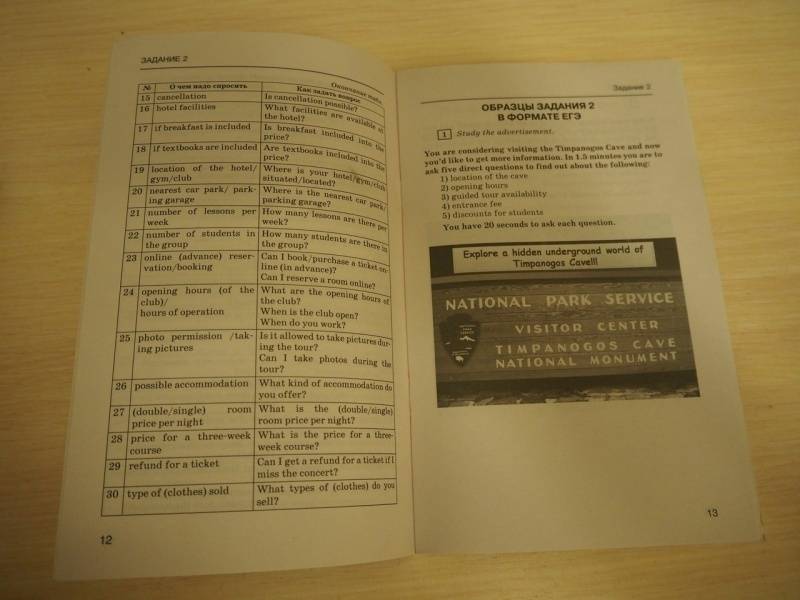 ЗАДАНИЕ 2
Окончание табл.
№ О чем надо спросить Как задать вопрос
15 cancellation Is cancellation possible?
16 hotel facilities What facilities are available at
the hotel?
17 if breakfast is included Is breakfast included into the
price?
18 if textbooks are included Are textbooks included into the
price?
19 location of the hotel/ Where is your hotel/gym/club
gym/club situated/located?
20 nearest car park/ park- Where is the nearest car park/
ing garage parking garage?
21 number of lessons per How many lessons are there per
week week?
22 number of students in How many students are there in
the group the group?
23 online (advance) reser- Can I book/purchase a ticket on-
vation/booking line (in advance)?
Can I reserve a room online?
24 opening hours (of the What are the opening hours of
club)/ the club?
hours of operation When is the club open?
When do you work?
25 photo permission /tak- Is it allowed to take pictures dur-
ing pictures ing the tour?
Can I take photos during the
tour?
26 possible accommodation What kind of accommodation do
you offer?
27 (double/single) room What is the (double/single)
price per night room price per night?
28 price for a three-week What is the price for a three-
course week course?
29 refund for a ticket Can I get a refund for a ticket if I
miss the concert?
30 type of (clothes) sold What types of (clothes) do you
sell?
12
Задание 2
ОБРАЗЦЫ ЗАДАНИЯ 2
В ФОРМАТЕ ЕГЭ
1 Study the advertisement.
You are considering visiting the Timpanogos Cave and now
you'd like to get more information. In 1.5 minutes you are to
ask five direct questions to find out about the following:
1) location of the cave
2) opening hours
3) guided tour availability
4) entrance fee
5) discounts for students
You have 20 seconds to ask each question.
Explore a hidden underground world of
Timpanogos Cave!!!
NATIONAL PARK SERVICE
VISITOR CENTER
TIMPANOGOS CAVE
NATIONAL MONUMENT
13